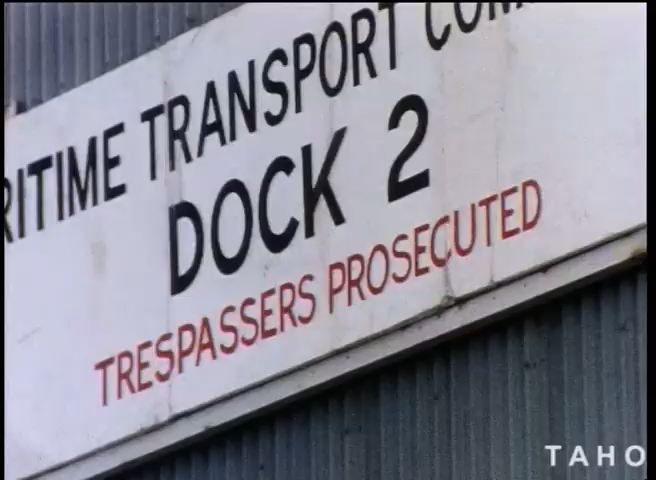 RITIME TRANSPORT COM
DOCK 2
TRESPASSERS PROSECUTED
TAHO